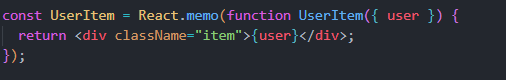 const UserItem = React.memo(function UserItem({ user }) {
  return <div className="item">{user}</div>;
});